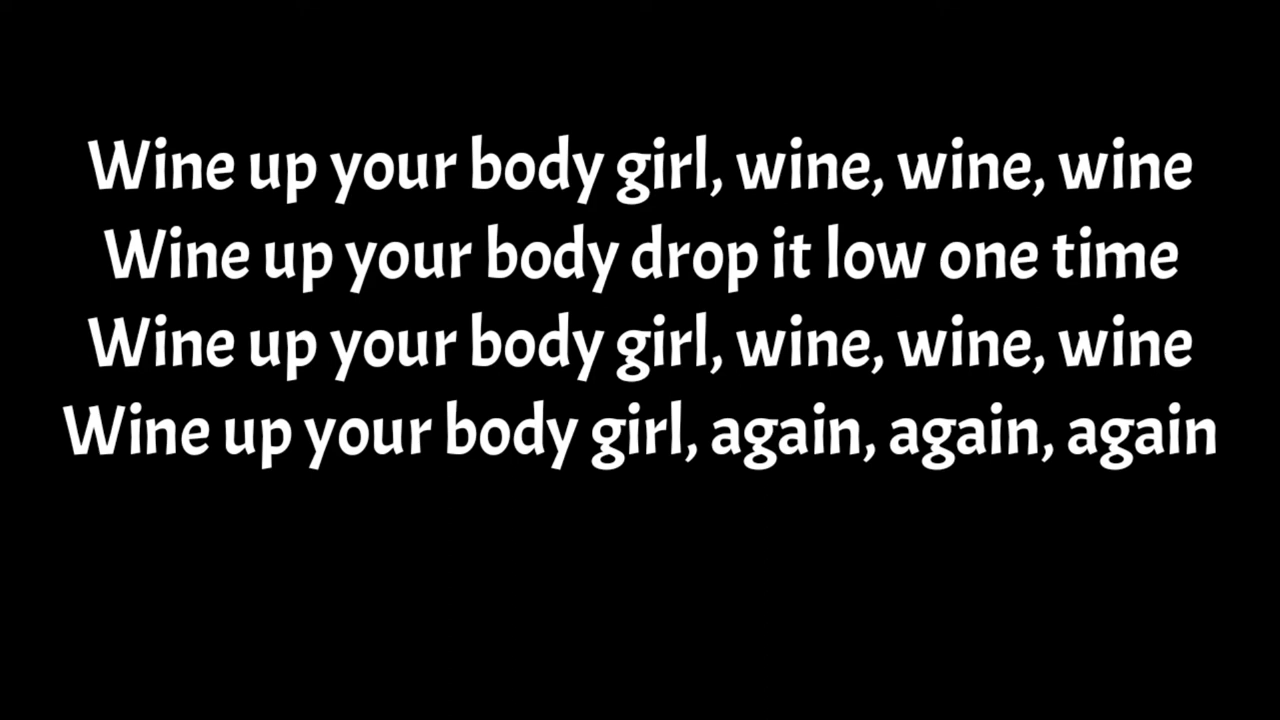 Wine up your body girl, wine, wine, wine
Wine up your body drop it low one time
Wine up your body girl, wine, wine, wine
Wine up your body girl, again, again, again